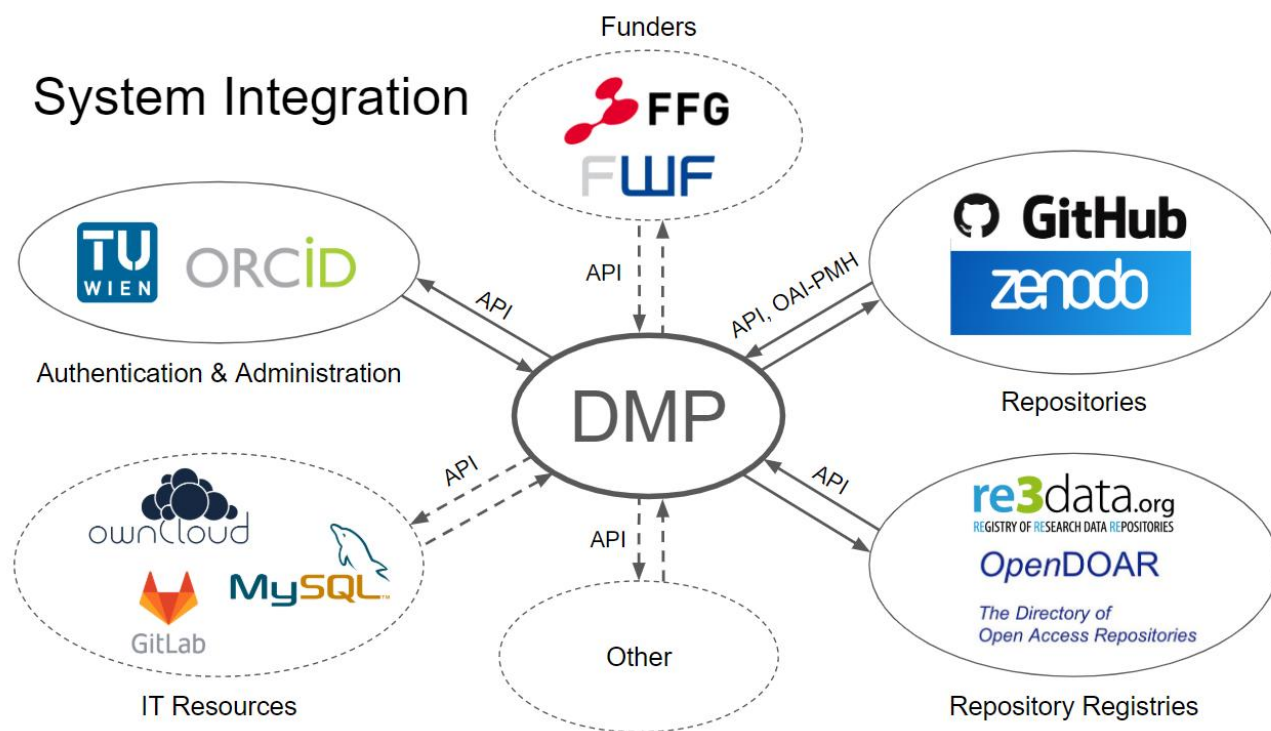 Funders
System Integration
FFG
FWF
TU
WIEN
ORCiD
GitHub
zenodo
API
API
API, OAI-PMH
Authentication & Administration
Repositories
DMP
ownCloud
MySQL™
GitLab
API
API
API
re3data.org
REGISTRY OF RESEARCH DATA REPOSITORIES
OpenDOAR
The Directory of
Open Access Repositories
Other
IT Resources
Repository Registries